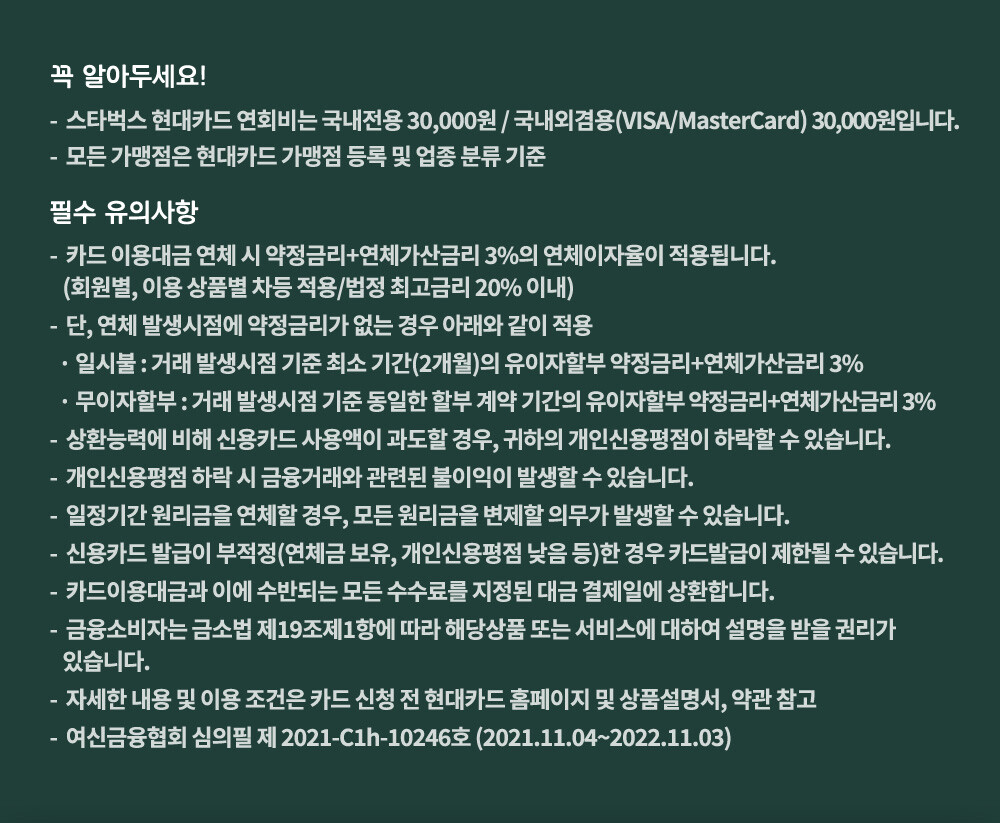 꼭 알아두세요!
- 스타벅스 현대카드 연회비는 국내전용 30,000원 / 국내외겸용(VISA/MasterCard) 30,000원입니다.
- 모든 가맹점은 현대카드 가맹점 등록 및 업종 분류 기준
필수 유의사항
- 카드 이용대금 연체 시 약정금리+연체가산금리 3%의 연체이자율이 적용됩니다.
(회원별, 이용 상품별 차등 적용/법정 최고금리 20% 이내)
- 단, 연체 발생시점에 약정금리가 없는 경우 아래와 같이 적용
· 일시불 : 거래 발생시점 기준 최소 기간(2개월)의 유이자할부 약정금리+연체가산금리 3%
· 무이자할부 : 거래 발생시점 기준 동일한 할부 계약 기간의 유이자할부 약정금리+연체가산금리 3%
- 상환능력에 비해 신용카드 사용액이 과도할 경우, 귀하의 개인신용평점이 하락할 수 있습니다.
- 개인신용평점 하락 시 금융거래와 관련된 불이익이 발생할 수 있습니다.
- 일정기간 원리금을 연체할 경우, 모든 원리금을 변제할 의무가 발생할 수 있습니다.
- 신용카드 발급이 부적정(연체금 보유, 개인신용평점 낮음 등)한 경우 카드발급이 제한될 수 있습니다.
- 카드이용대금과 이에 수반되는 모든 수수료를 지정된 대금 결제일에 상환합니다.
- 금융소비자는 금소법 제19조제1항에 따라 해당상품 또는 서비스에 대하여 설명을 받을 권리가
있습니다.
- 자세한 내용 및 이용 조건은 카드 신청 전 현대카드 홈페이지 및 상품설명서, 약관 참고
- 여신금융협회 심의필 제 2021-C1h-10246호 (2021.11.04~2022.11.03)